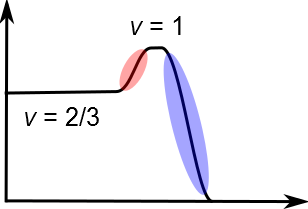 ν = 1
ν = 2/3